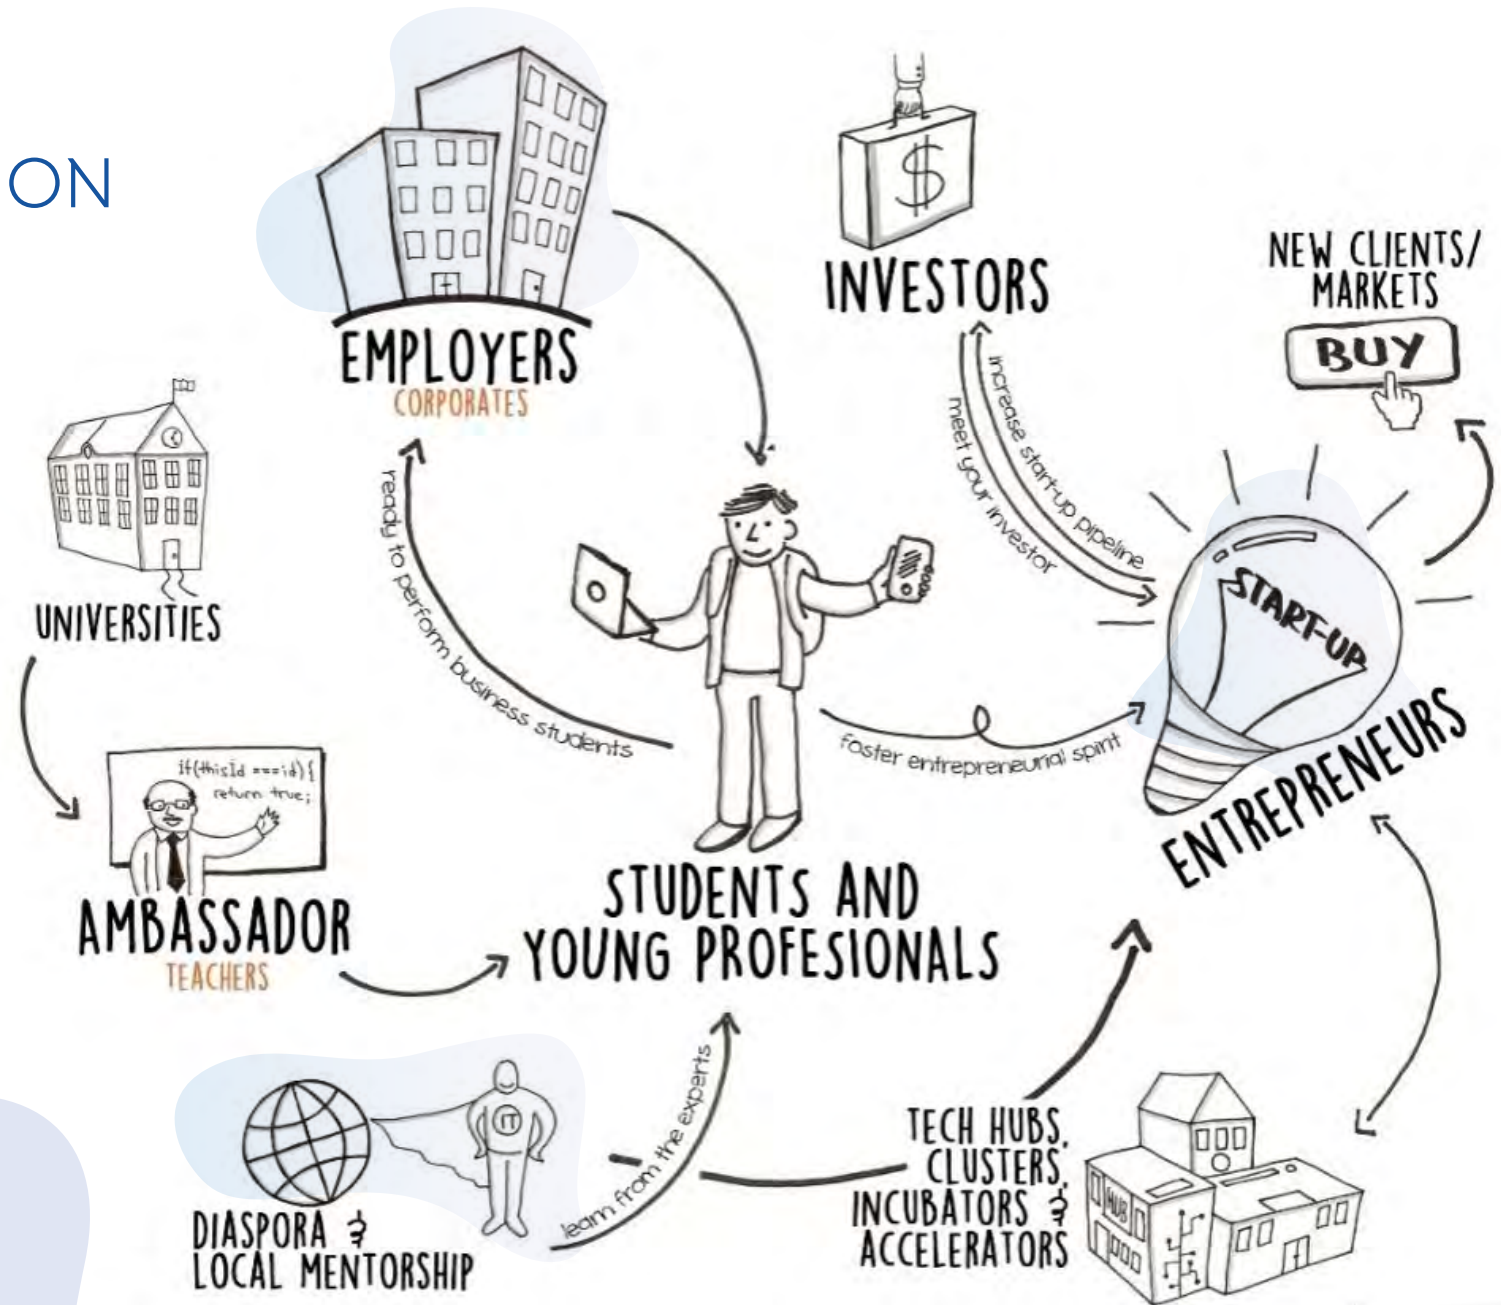 ON
EMPLOYERS
CORPORATES
$
INVESTORS
NEW CLIENTS/
MARKETS
BUY
increase start-up pipeline
meet your investor
ready to perform business students
UNIVERSITIES
START-UP
foster entrepreneurial spirit
ENTREPRENEURS
if(thisId ===id){
return true;
AMBASSADOR
TEACHERS
STUDENTS AND
YOUNG PROFESIONALS
IT
learn from the experts
DIASPORA &
LOCAL MENTORSHIP
TECH HUBS,
CLUSTERS,
INCUBATORS &
ACCELERATORS
HUB